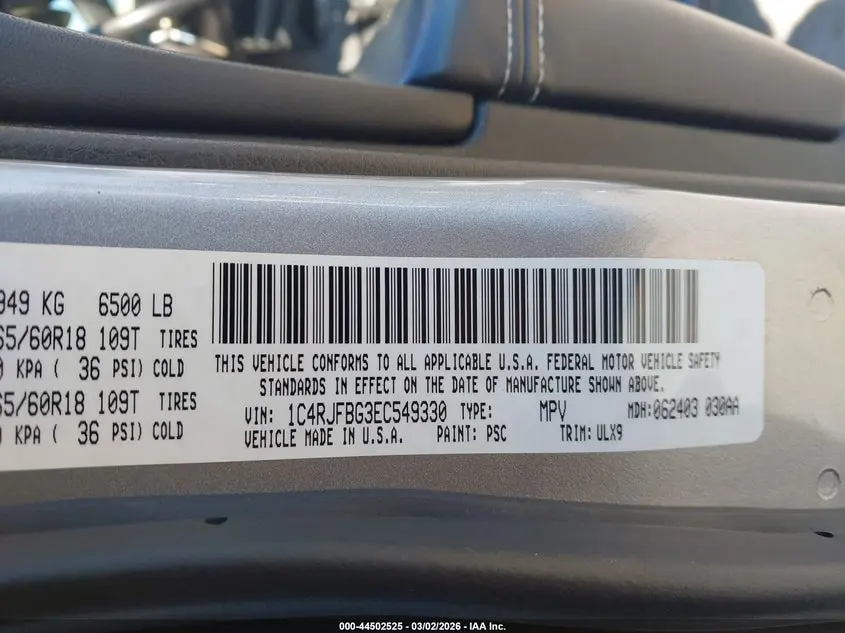 949 KG 6500 LB
65/60R18 109T TIRES
0 KPA ( 36 PSI) COLD
65/60R18 109T TIRES
0 KPA ( 36 PSI) COLD
THIS VEHICLE CONFORMS TO ALL APPLICABLE U.S.A. FEDERAL MOTOR VEHICLE SAFETY
STANDARDS IN EFFECT ON THE DATE OF MANUFACTURE SHOWN ABOVE.
VIN: 1C4RJFBG3EC549330 TYPE: MPV MDH:062403 030AA
VEHICLE MADE IN U.S.A. PAINT: PSC TRIM: ULX9
000-44502525 - 03/02/2026 - IAA Inc.